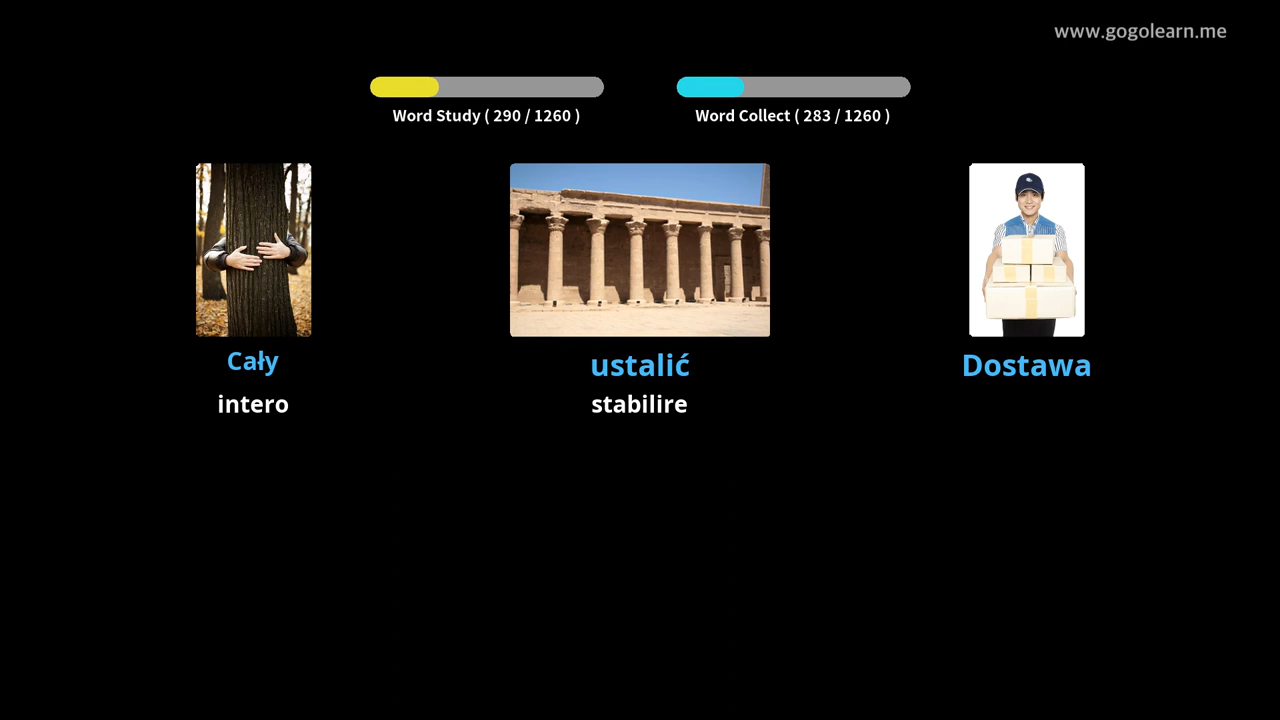 www.gogolearn.me
Word Study ( 290 / 1260 )
Word Collect ( 283 / 1260 )
Cały
intero
ustalić
stabilire
Dostawa